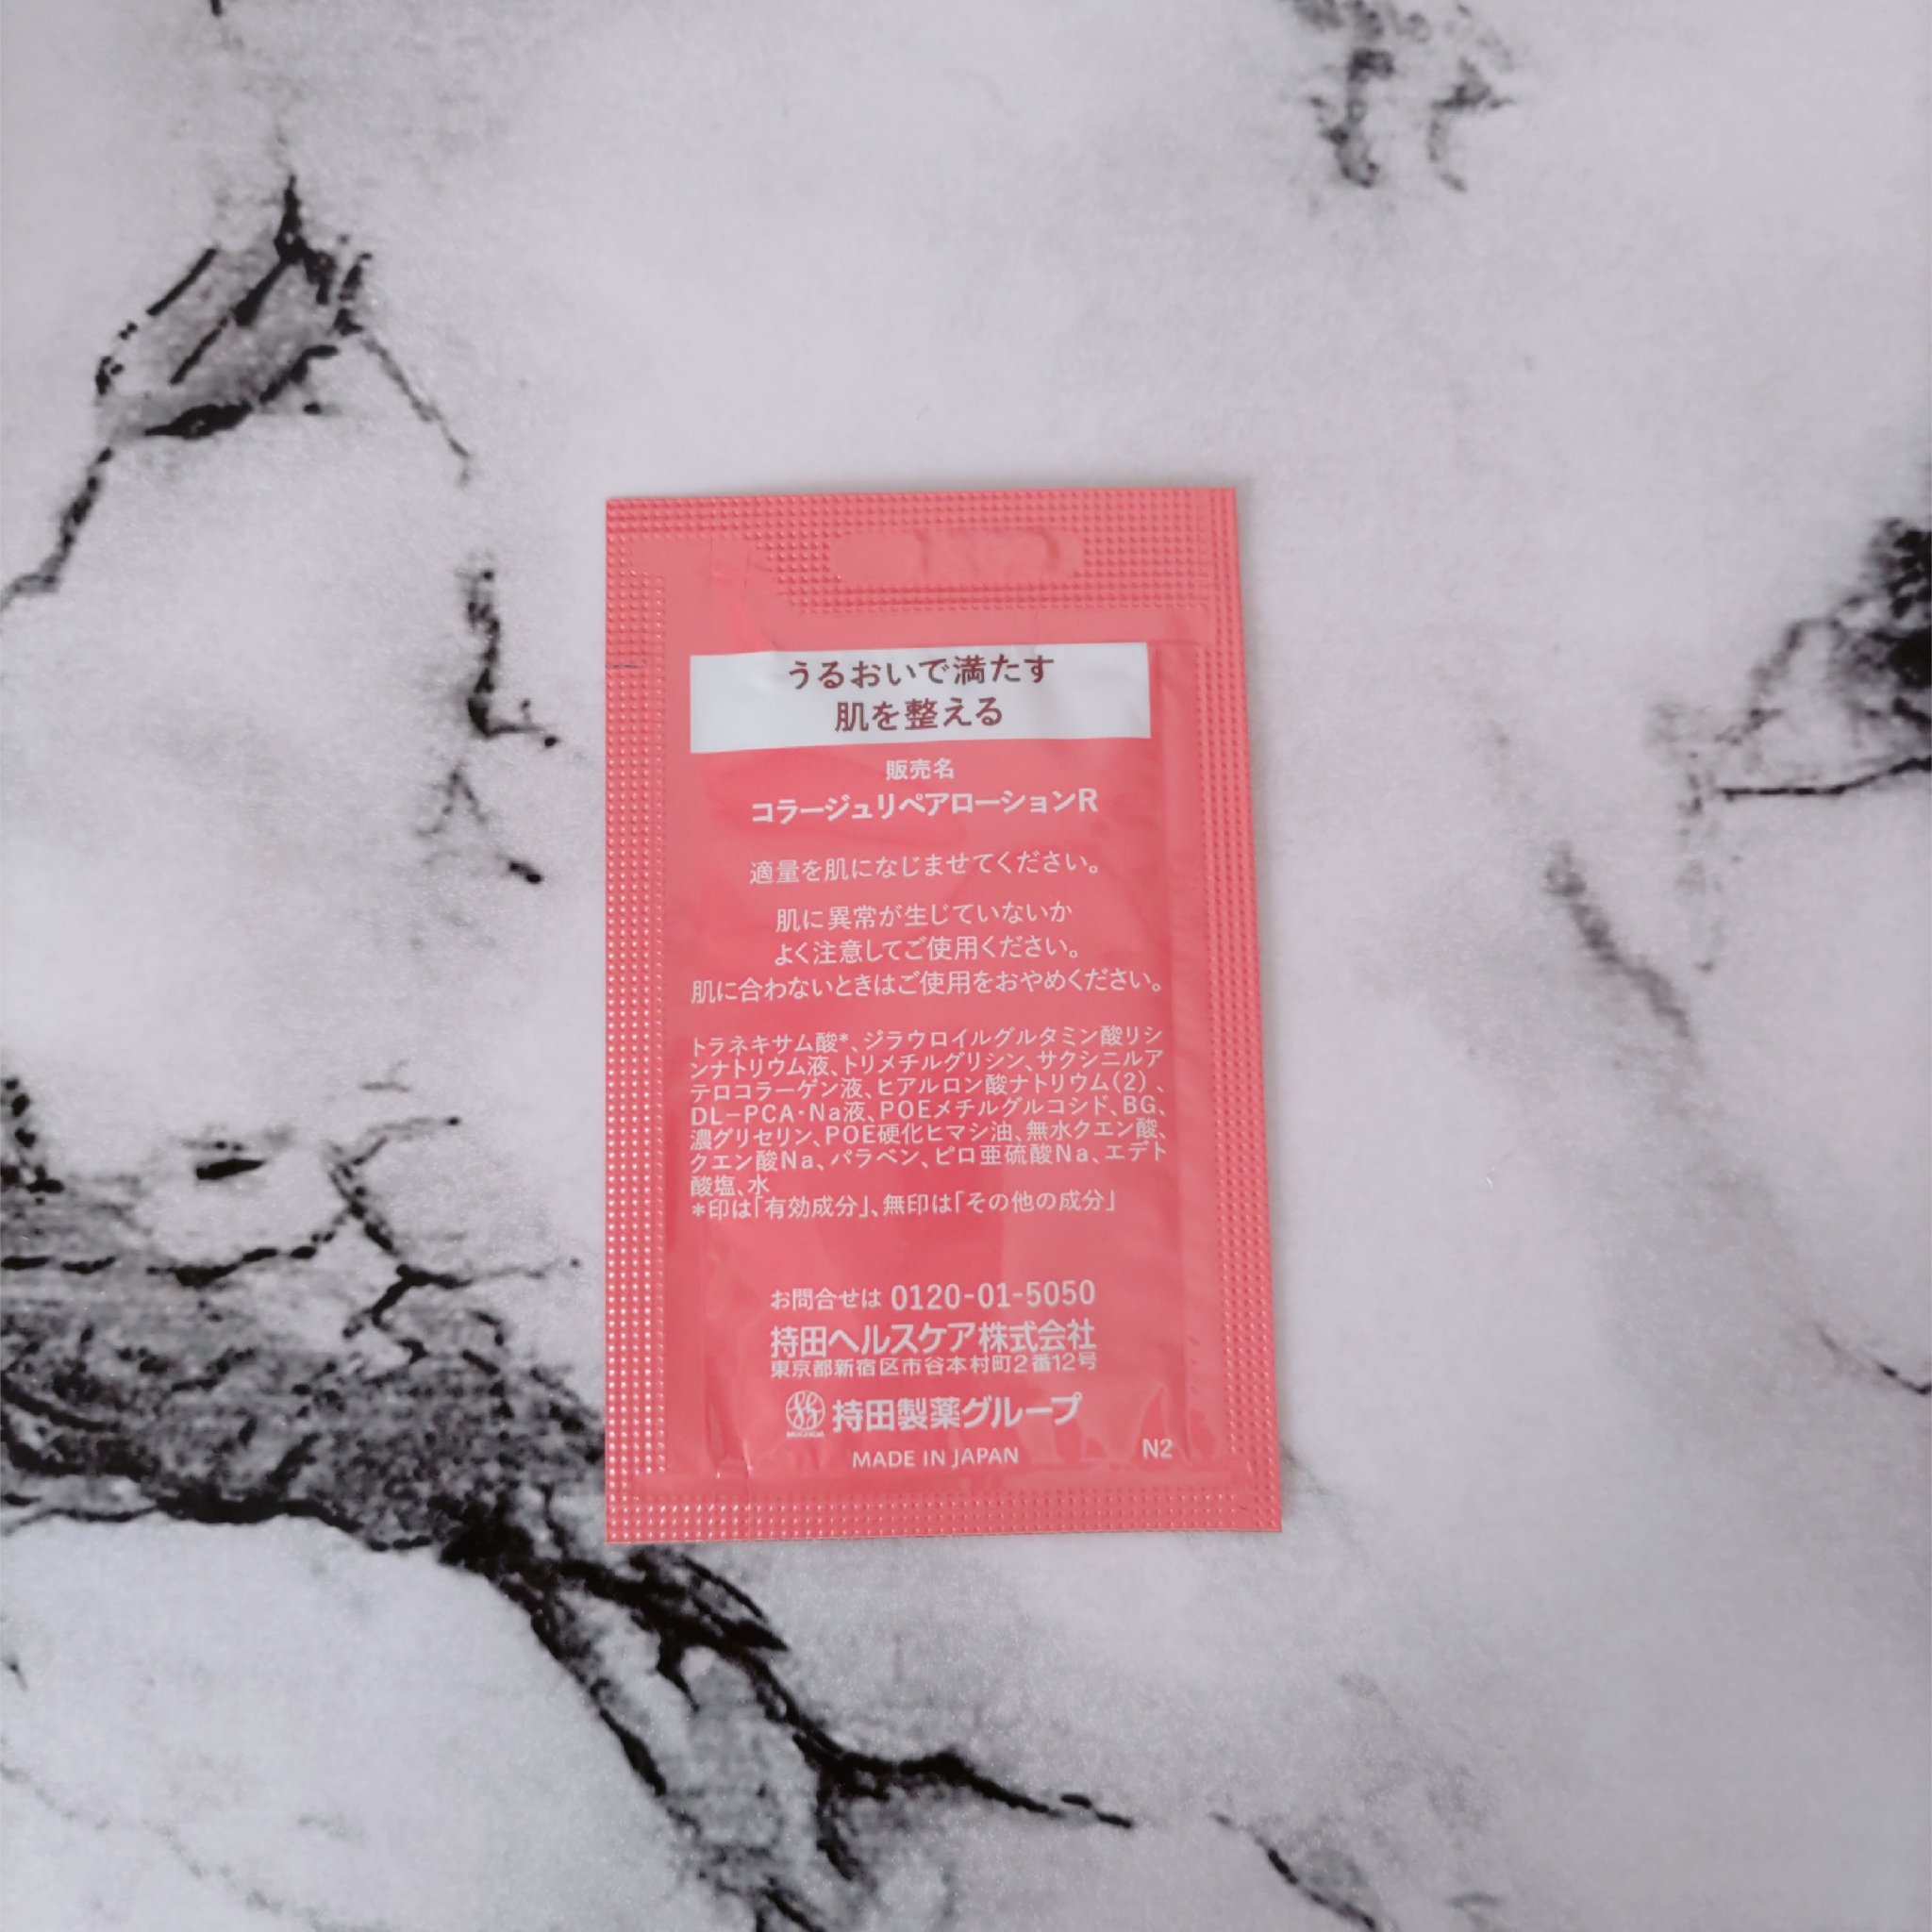 うるおいで満たす
肌を整える
販売名
コラージュリペアローションR
適量を肌になじませてください。
肌に異常が生じていないか
よく注意してご使用ください。
肌に合わないときはご使用をおやめください。
トラネキサム酸*、ジラウロイルグルタミン酸リシ
ンナトリウム液、トリメチルグリシン、サクシニルア
テロコラーゲン液、ヒアルロン酸ナトリウム(2)、
DL-PCA・Na液、POEメチルグルコシド、BG、
濃グリセリン、POE硬化ヒマシ油、無水クエン酸、
クエン酸Na、パラベン、ピロ亜硫酸Na、エデト
酸塩、水
*印は「有効成分」、無印は「その他の成分」
お問合せは 0120-01-5050
持田ヘルスケア株式会社
東京都新宿区市谷本村町2番12号
MOCHIDA 持田製薬グループ
MADE IN JAPAN N2